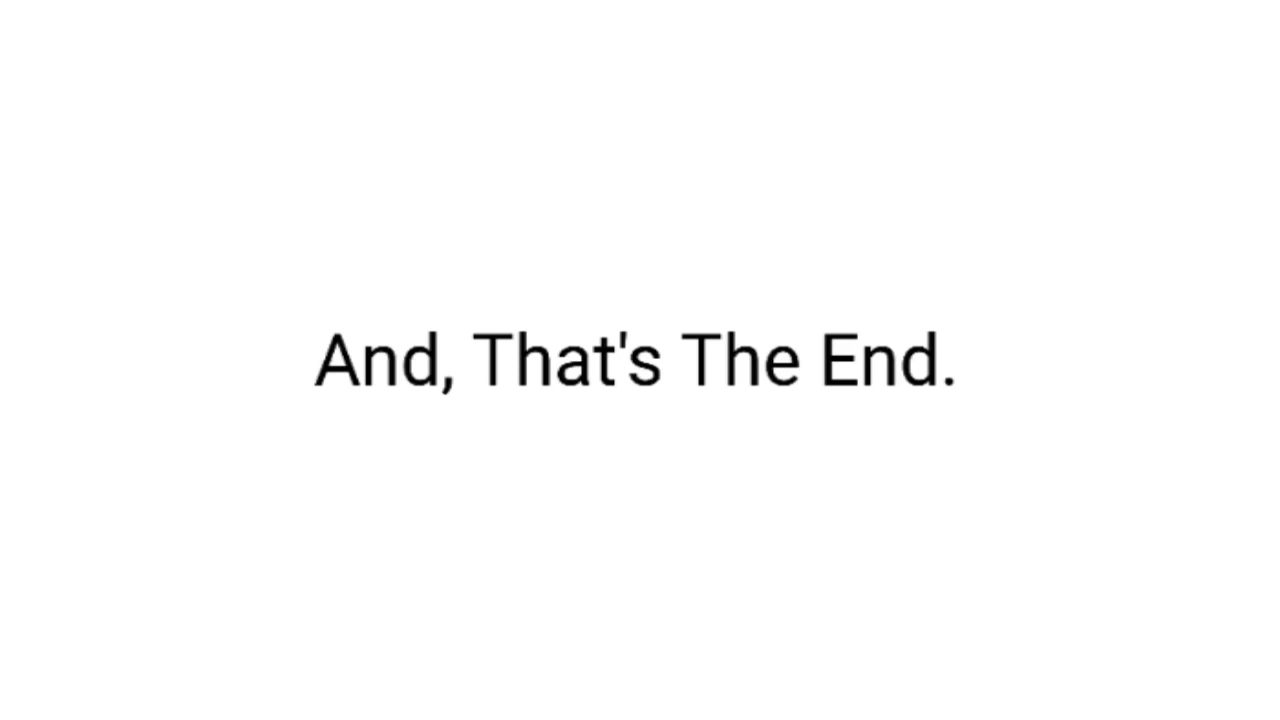 And, That's The End.